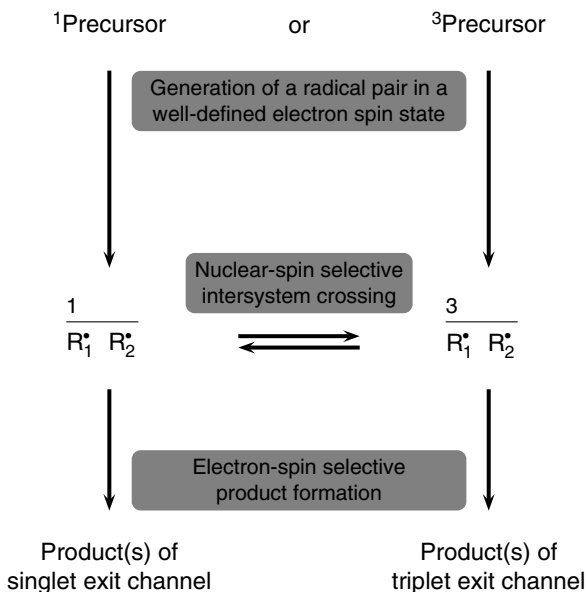 ¹Precursor or ³Precursor
Generation of a radical pair in a
well-defined electron spin state
Nuclear-spin selective
intersystem crossing
1 3
R₁• R₂• R₁• R₂•
Electron-spin selective
product formation
Product(s) of Product(s) of
singlet exit channel triplet exit channel